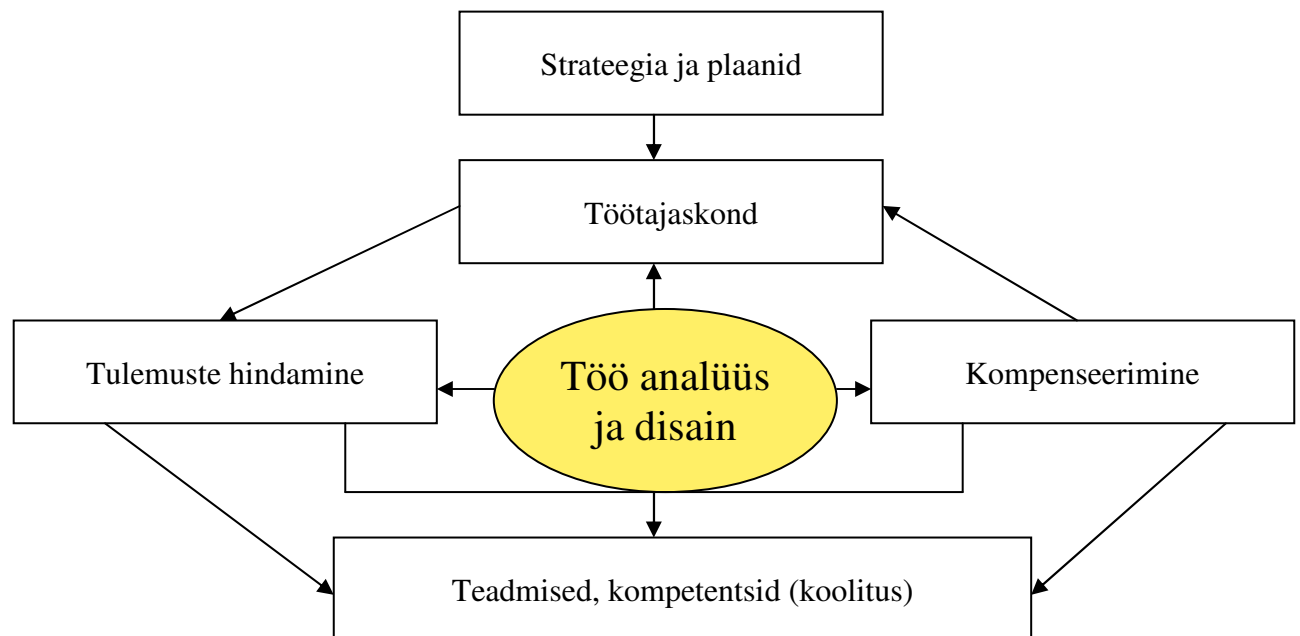 Strateegia ja plaanid
Töötajaskond
Tulemuste hindamine
Töö analüüs
ja disain
Kompenseerimine
Teadmised, kompetentsid (koolitus)